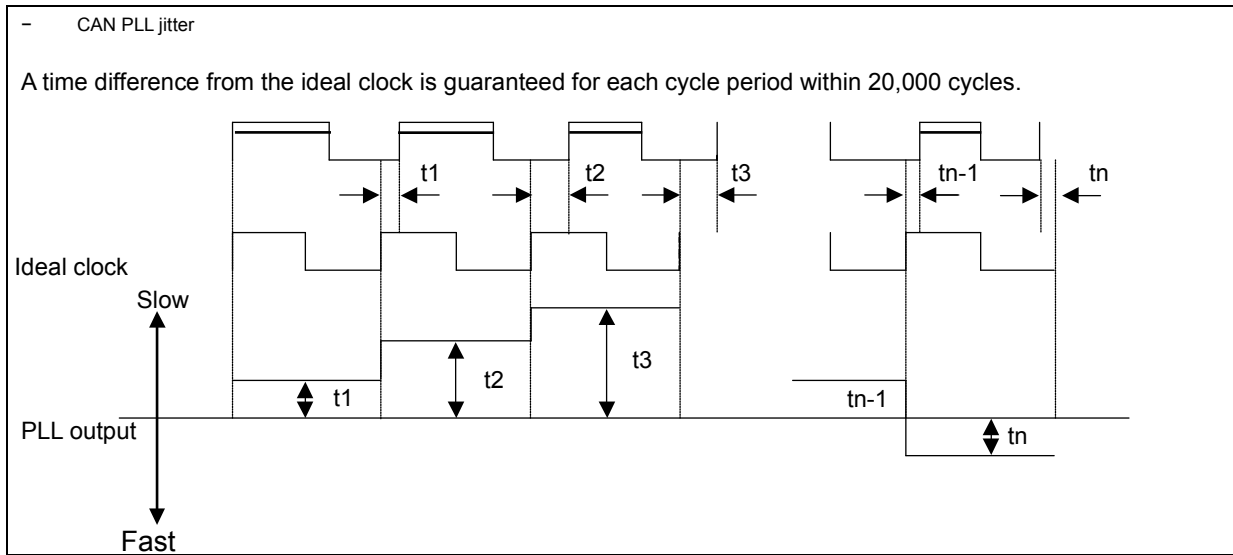 – CAN PLL jitter
A time difference from the ideal clock is guaranteed for each cycle period within 20,000 cycles.
t1 t2 t3 tn-1 tn
Ideal clock
Slow
t1 t2 t3 tn-1 tn
PLL output
Fast